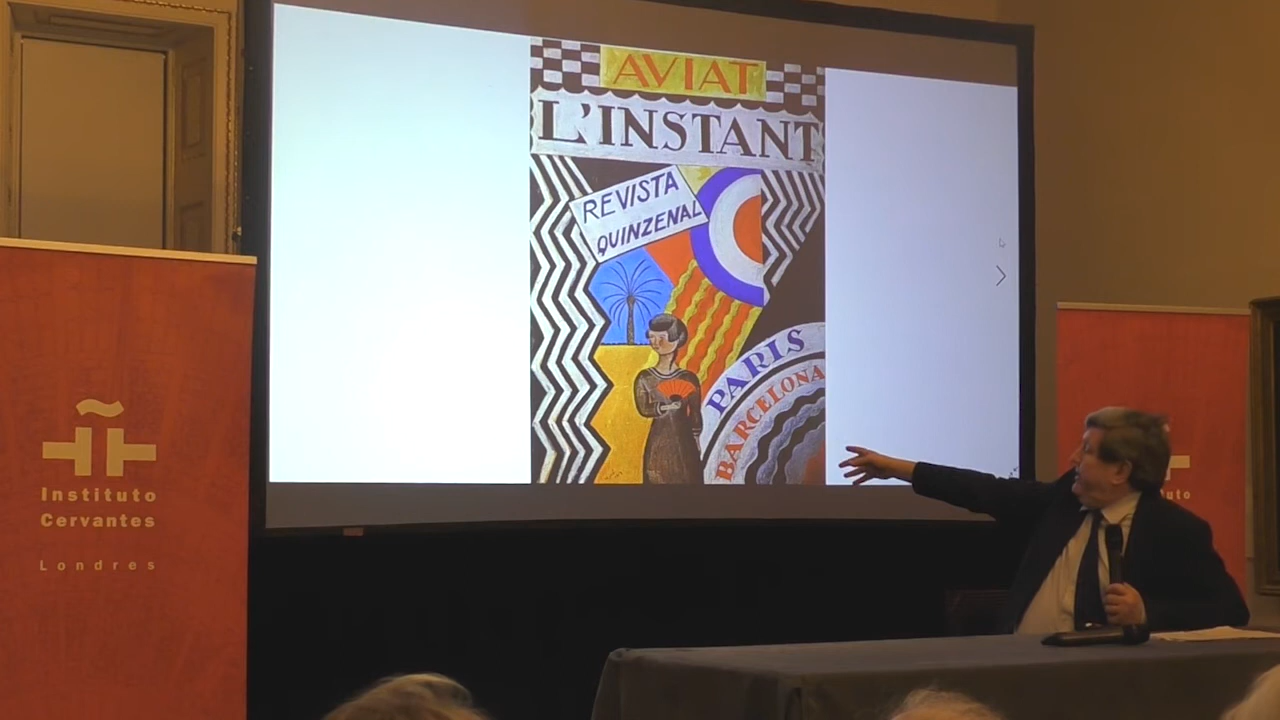 AVIAT
L'INSTANT
REVISTA
QUINZENAL
PARIS
BARCELONA
Instituto
Cervantes
Londres